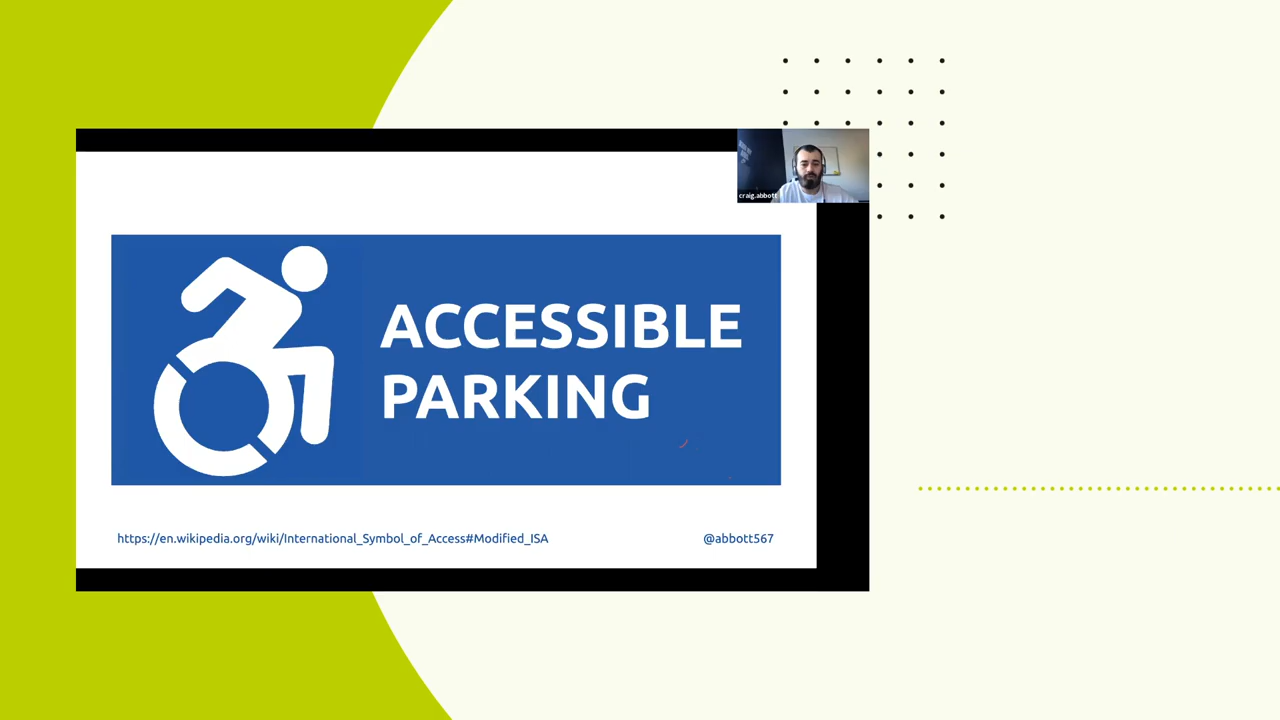 craig.abbott
ACCESSIBLE
PARKING
https://en.wikipedia.org/wiki/International_Symbol_of_Access#Modified_ISA
@abbott567